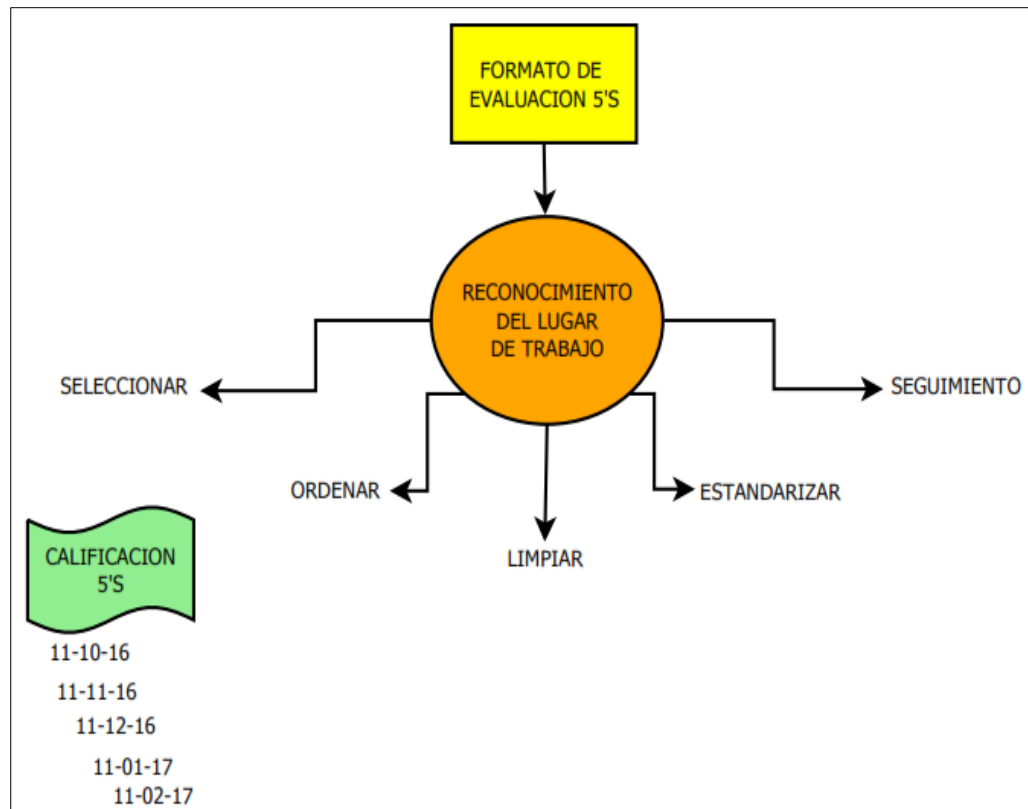 FORMATO DE
EVALUACION 5'S
RECONOCIMIENTO
DEL LUGAR
DE TRABAJO
SELECCIONAR
SEGUIMIENTO
ORDENAR
ESTANDARIZAR
LIMPIAR
CALIFICACION
5'S
11-10-16
11-11-16
11-12-16
11-01-17
11-02-17